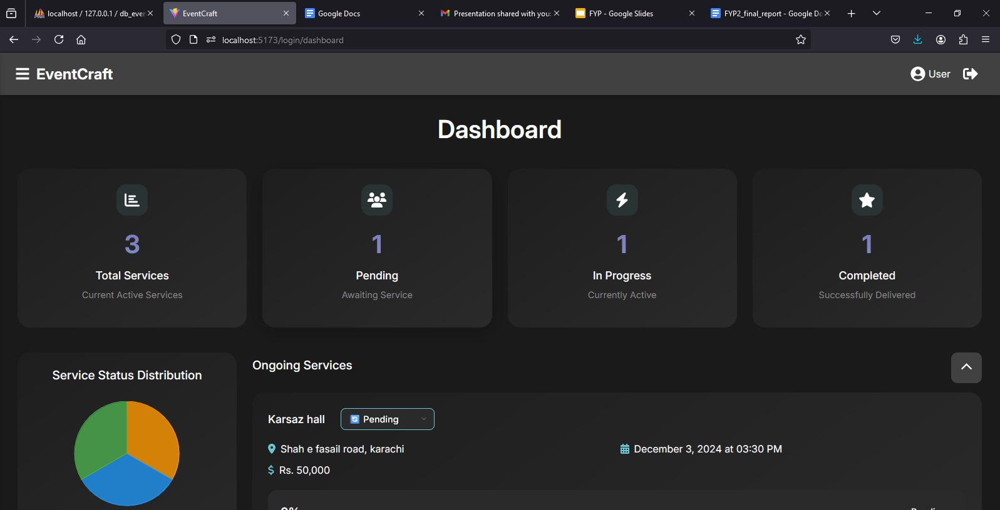 localhost / 127.0.0.1 / db_ever
EventCraft
Google Docs
Presentation shared with you:
FYP - Google Slides
FYP2_final_report - Google Do
localhost:5173/login/dashboard
EventCraft
User
Dashboard
3
Total Services
Current Active Services
1
Pending
Awaiting Service
1
In Progress
Currently Active
1
Completed
Successfully Delivered
Service Status Distribution
Ongoing Services
Karsaz hall
Pending
Shah e fasail road, karachi
December 3, 2024 at 03:30 PM
Rs. 50,000